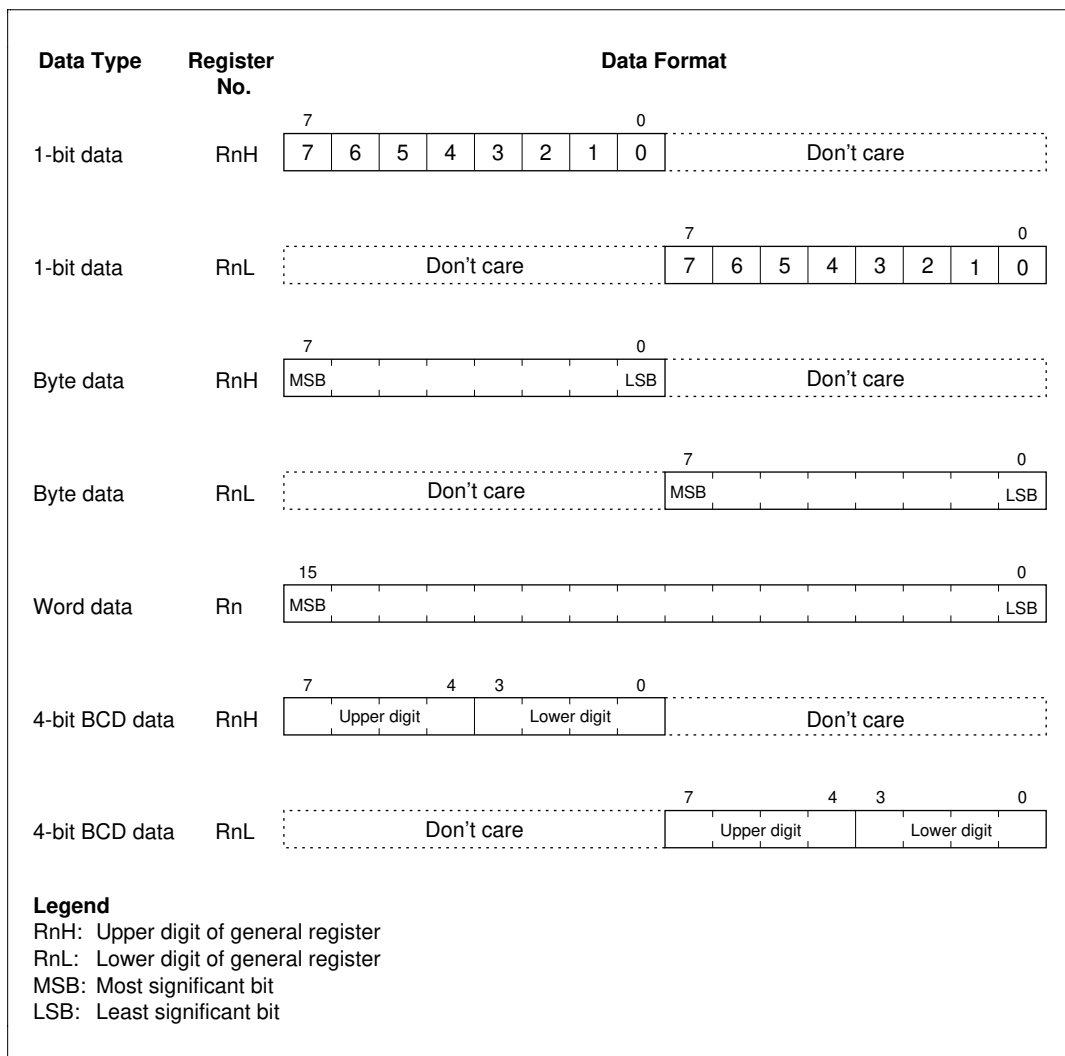 Data Type Register No. Data Format
7 0
1-bit data RnH 7 6 5 4 3 2 1 0 Don't care
7 0
1-bit data RnL Don't care 7 6 5 4 3 2 1 0
7 0
Byte data RnH MSB LSB Don't care
7 0
Byte data RnL Don't care MSB LSB
15 0
Word data Rn MSB LSB
7 4 3 0
4-bit BCD data RnH Upper digit Lower digit Don't care
7 4 3 0
4-bit BCD data RnL Don't care Upper digit Lower digit
Legend
RnH: Upper digit of general register
RnL: Lower digit of general register
MSB: Most significant bit
LSB: Least significant bit